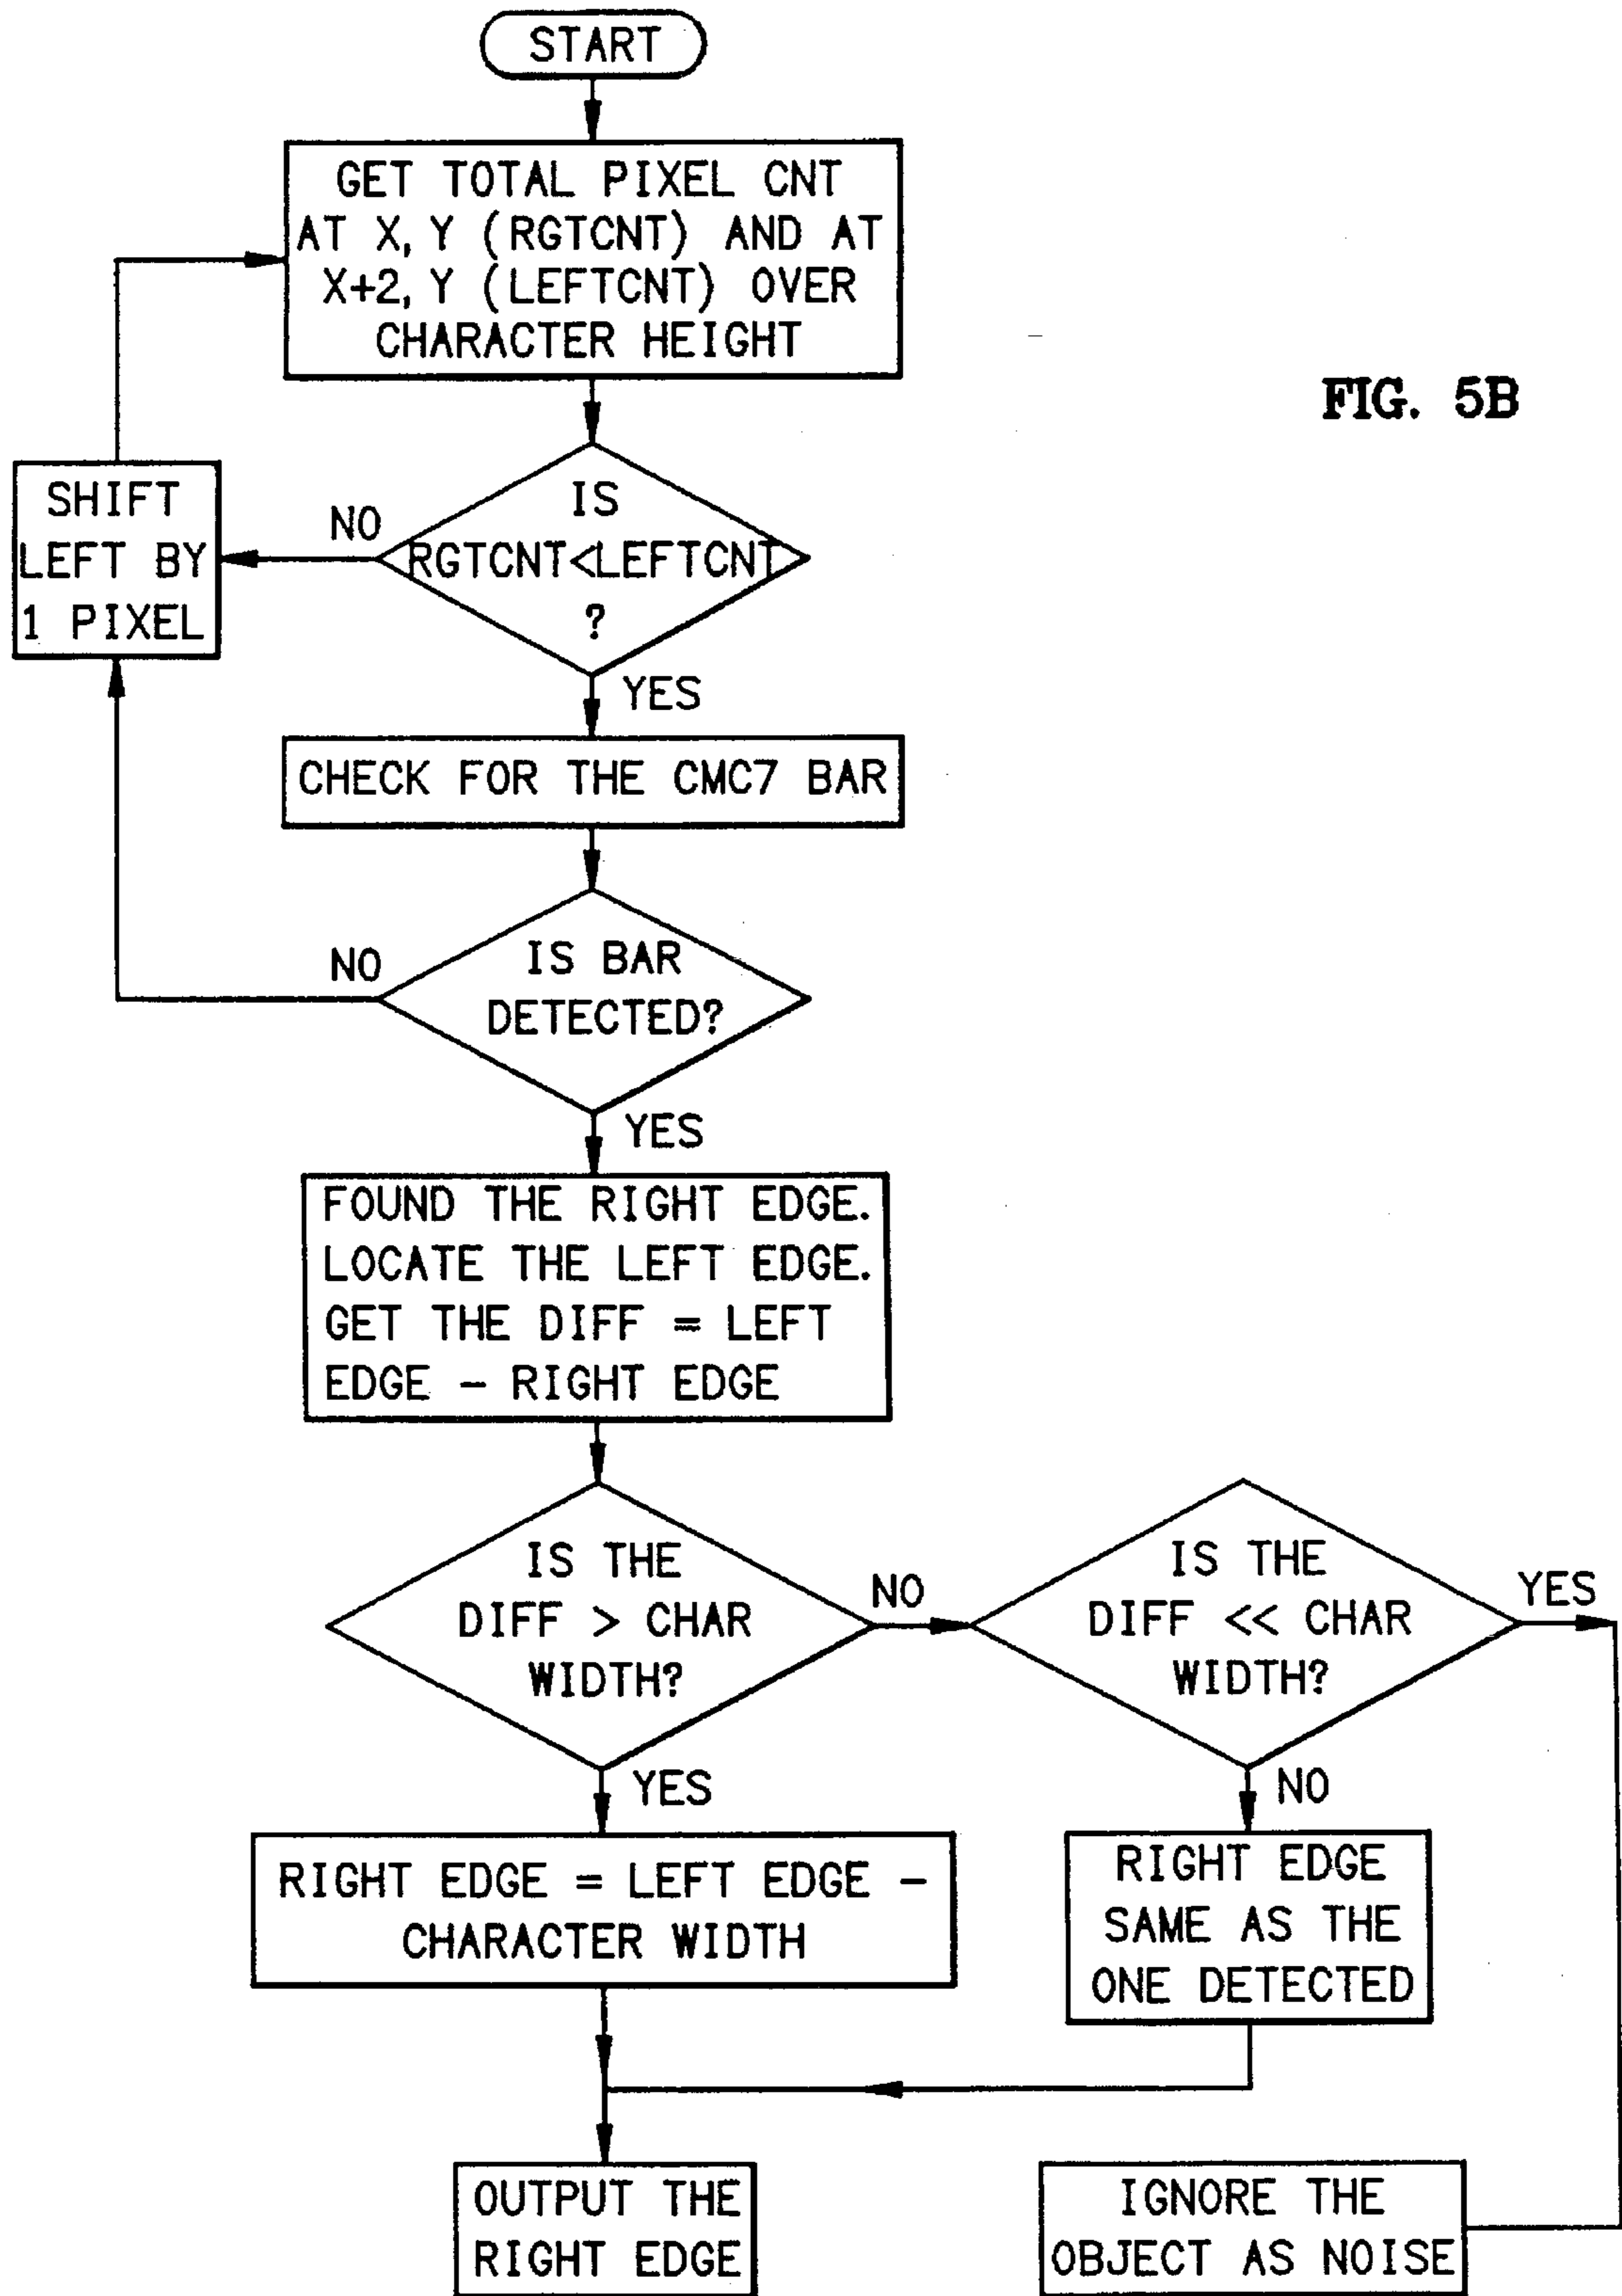 START
GET TOTAL PIXEL CNT
AT X, Y (RGTCNT) AND AT
X+2, Y (LEFTCNT) OVER
CHARACTER HEIGHT
FIG. 5B
SHIFT
LEFT BY
1 PIXEL
NO
IS
RGTCNT<LEFTCNT
?
YES
CHECK FOR THE CMC7 BAR
NO
IS BAR
DETECTED?
YES
FOUND THE RIGHT EDGE.
LOCATE THE LEFT EDGE.
GET THE DIFF = LEFT
EDGE - RIGHT EDGE
IS THE
DIFF > CHAR
WIDTH?
NO
IS THE
DIFF << CHAR
WIDTH?
YES
YES
NO
RIGHT EDGE = LEFT EDGE -
CHARACTER WIDTH
RIGHT EDGE
SAME AS THE
ONE DETECTED
OUTPUT THE
RIGHT EDGE
IGNORE THE
OBJECT AS NOISE